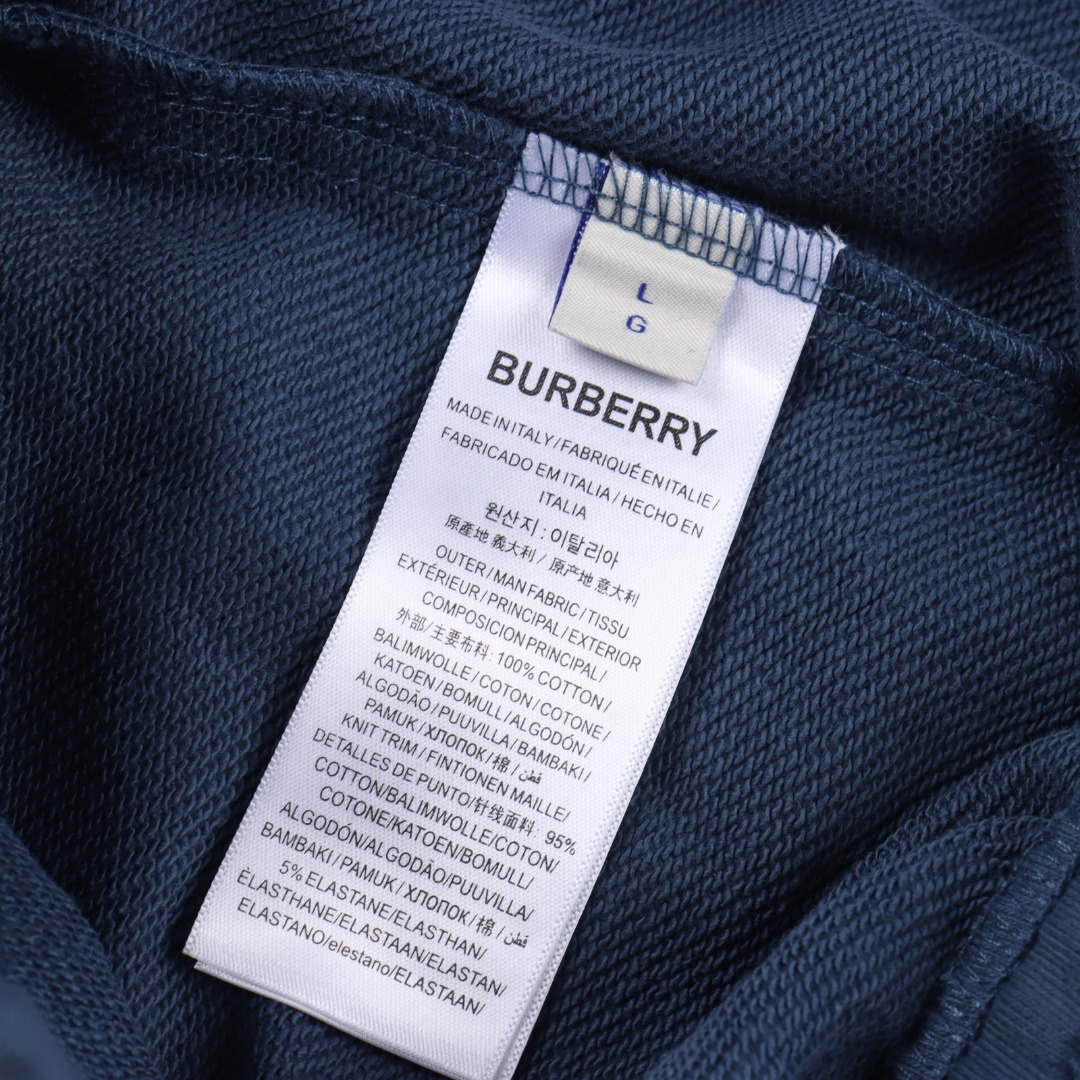 L
G
BURBERRY
MADE IN ITALY / FABRIQUÉ EN ITALIE /
FABRICADO EM ITALIA / HECHO EN
ITALIA
원산지 : 이탈리아
原產地 義大利 / 原产地 意大利
OUTER / MAN FABRIC / TISSU
EXTÉRIEUR / PRINCIPAL / EXTERIOR
COMPOSICION PRINCIPAL /
外部/主要布料: 100% COTTON /
BALIMWOLLE / COTON / COTONE /
KATOEN / BOMULL / ALGODÓN /
ALGODÃO / PUUVILLA / BAMBAKI /
PAMUK / ХЛОПОК / 棉 / قطن
KNIT TRIM / FINTIONEN MAILLE/
DETALLES DE PUNTO/针线面料: 95%
COTTON/BALIMWOLLE/COTON/
COTONE/KATOEN/BOMULL/
ALGODÓN/ALGODÃO/PUUVILLA/
BAMBAKI / PAMUK / ХЛОПОК / 棉 / قطن
5% ELASTANE/ELASTHAN/
ÉLASTHANE/ELASTAAN/ELASTAN/
ELASTANO/elestano/ELASTAAN/